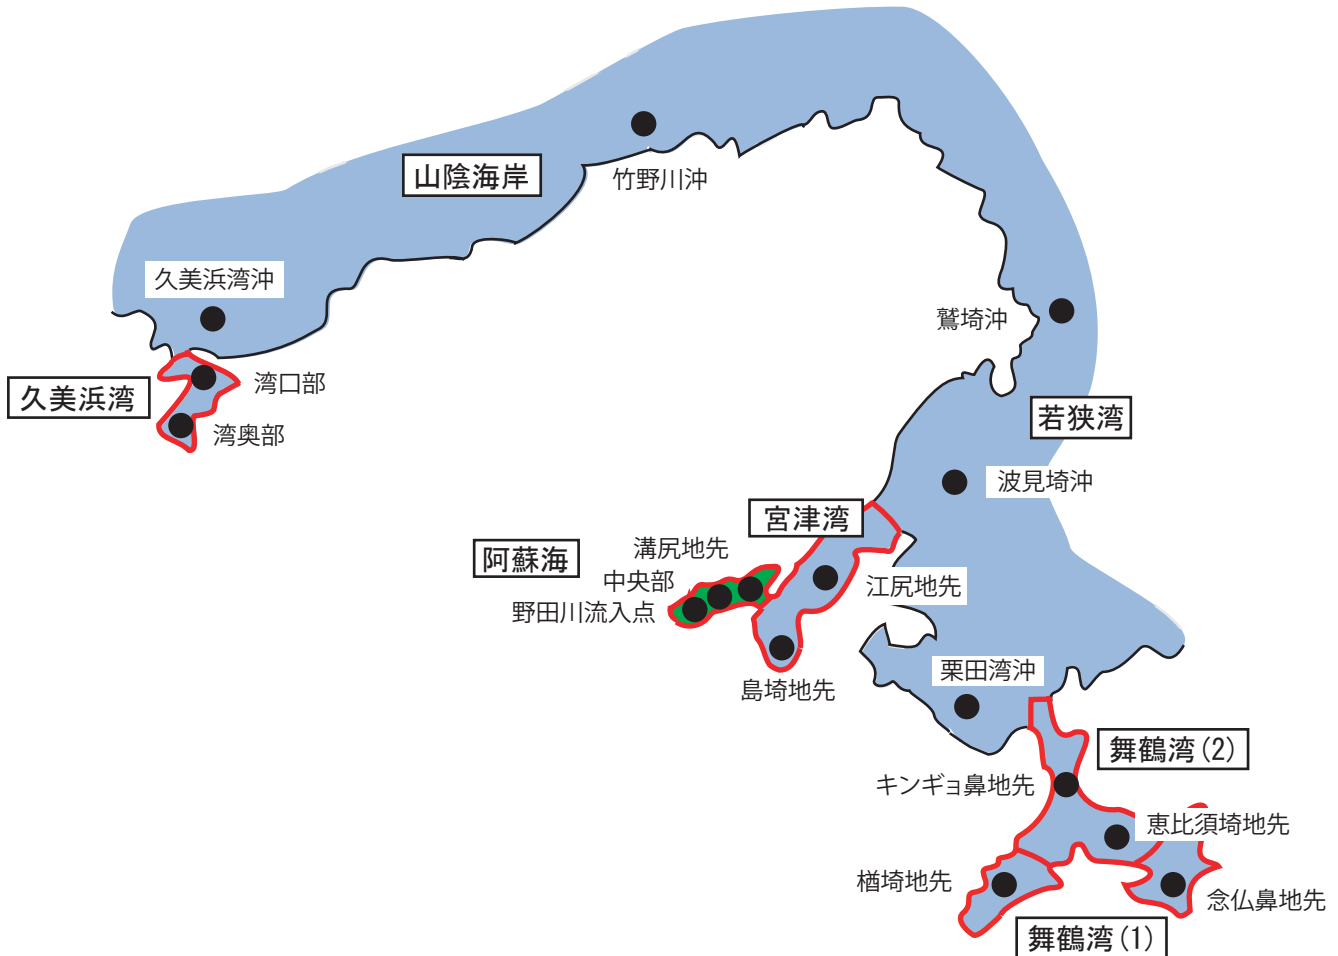 山陰海岸
竹野川沖
久美浜湾沖
鷲埼沖
久美浜湾
湾口部
湾奥部
若狭湾
波見埼沖
宮津湾
阿蘇海
溝尻地先
中央部
野田川流入点
江尻地先
島埼地先
栗田湾沖
舞鶴湾(2)
キンギョ鼻地先
恵比須埼地先
楢埼地先
念仏鼻地先
舞鶴湾(1)